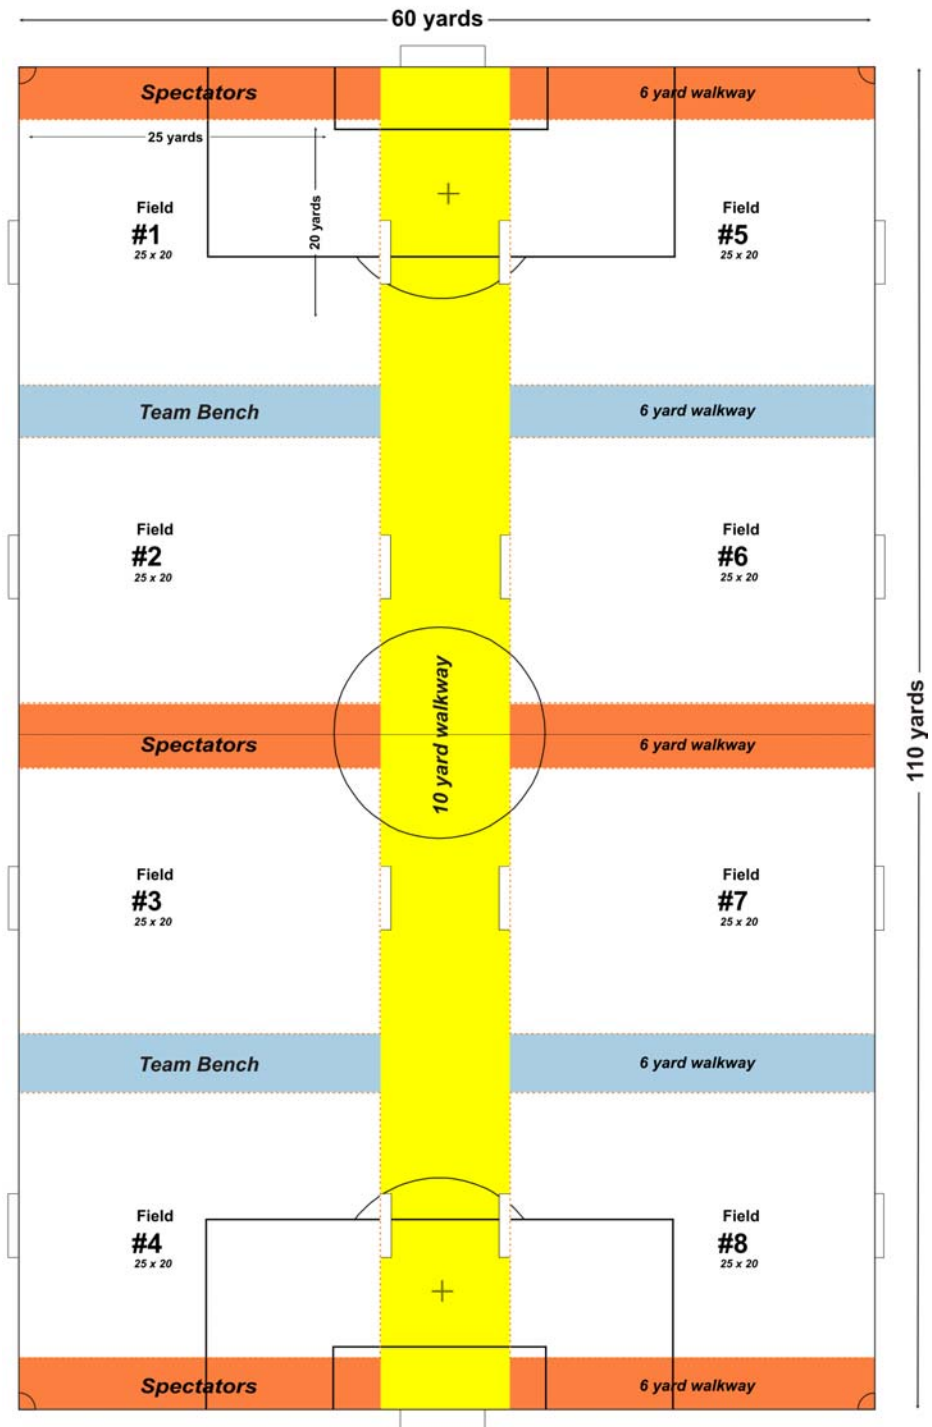 60 yards
Spectators
6 yard walkway
25 yards
20 yards
Field
#1
25 x 20
Field
#5
25 x 20
Team Bench
6 yard walkway
Field
#2
25 x 20
Field
#6
25 x 20
10 yard walkway
110 yards
Spectators
6 yard walkway
Field
#3
25 x 20
Field
#7
25 x 20
Team Bench
6 yard walkway
Field
#4
25 x 20
Field
#8
25 x 20
Spectators
6 yard walkway